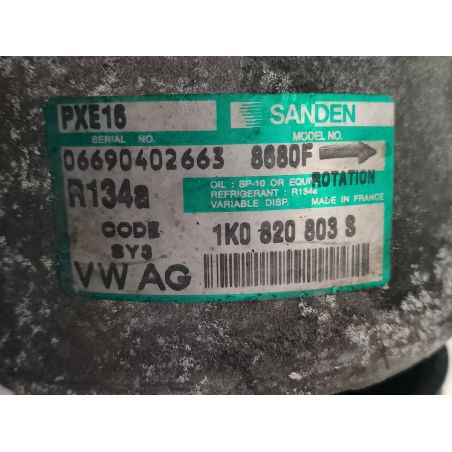 PXE16 SANDEN
SERIAL NO. MODEL NO.
06690402663 8680F
R134a OIL : SP-10 OR EQUI ROTATION
REFRIGERANT : R134a
VARIABLE DISP. MADE IN FRANCE
CODE 1K0 820 803 S
SY3
VW AG